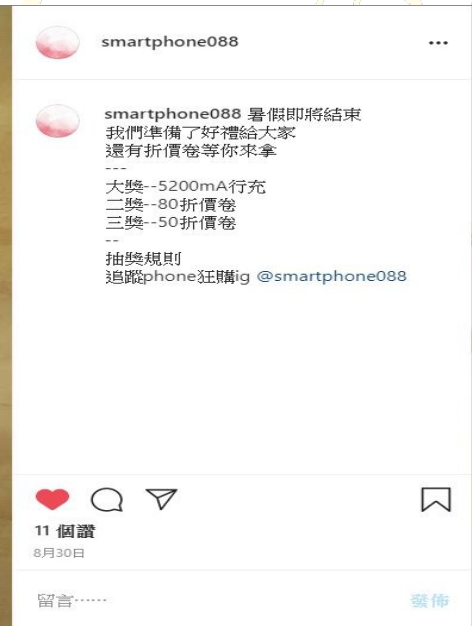 smartphone088
smartphone088 暑假即將結束
我們準備了好禮給大家
還有折價卷等你來拿
---
大獎--5200mA行充
二獎--80折價卷
三獎--50折價卷
--
抽獎規則
追蹤phone狂購ig @smartphone088
11 個讚
8月30日
留言……
發佈